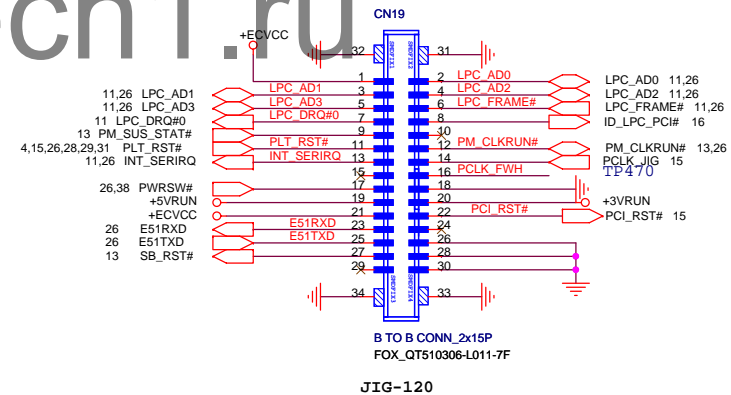 ech1.ru
CN19
+ECVCC
32 SMDFIX1 SMDFIX2 31
1 2 LPC_AD0 LPC_AD0 11,26
11,26 LPC_AD1 LPC_AD1 3 4 LPC_AD2 LPC_AD2 11,26
11,26 LPC_AD3 LPC_AD3 5 6 LPC_FRAME# LPC_FRAME# 11,26
11 LPC_DRQ#0 LPC_DRQ#0 7 8 ID_LPC_PCI# 16
13 PM_SUS_STAT# 9 10
4,15,26,28,29,31 PLT_RST# PLT_RST# 11 12 PM_CLKRUN# PM_CLKRUN# 13,26
11,26 INT_SERIRQ INT_SERIRQ 13 14 PCLK_JIG 15
15 16 PCLK_FWH TP470
26,38 PWRSW# 17 18
+5VRUN 19 20 +3VRUN
+ECVCC 21 22 PCI_RST# PCI_RST# 15
26 E51RXD E51RXD 23 24
26 E51TXD E51TXD 25 26
13 SB_RST# 27 28
29 30
34 SMDFIX3 SMDFIX4 33
B TO B CONN_2x15P
FOX_QT510306-L011-7F
JIG-120